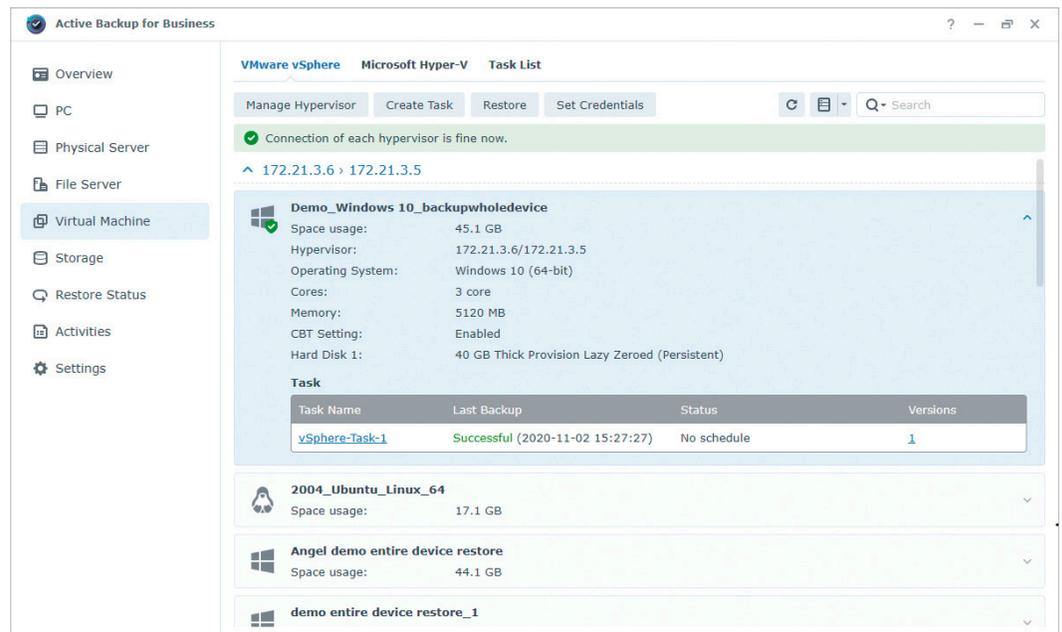 Active Backup for Business
Overview
PC
Physical Server
File Server
Virtual Machine
Storage
Restore Status
Activities
Settings
VMware vSphere Microsoft Hyper-V Task List
Manage Hypervisor Create Task Restore Set Credentials Search
Connection of each hypervisor is fine now.
172.21.3.6 › 172.21.3.5
Demo_Windows 10_backupwholedevice
Space usage: 45.1 GB
Hypervisor: 172.21.3.6/172.21.3.5
Operating System: Windows 10 (64-bit)
Cores: 3 core
Memory: 5120 MB
CBT Setting: Enabled
Hard Disk 1: 40 GB Thick Provision Lazy Zeroed (Persistent)
Task
Task Name Last Backup Status Versions
vSphere-Task-1 Successful (2020-11-02 15:27:27) No schedule 1
2004_Ubuntu_Linux_64
Space usage: 17.1 GB
Angel demo entire device restore
Space usage: 44.1 GB
demo entire device restore_1